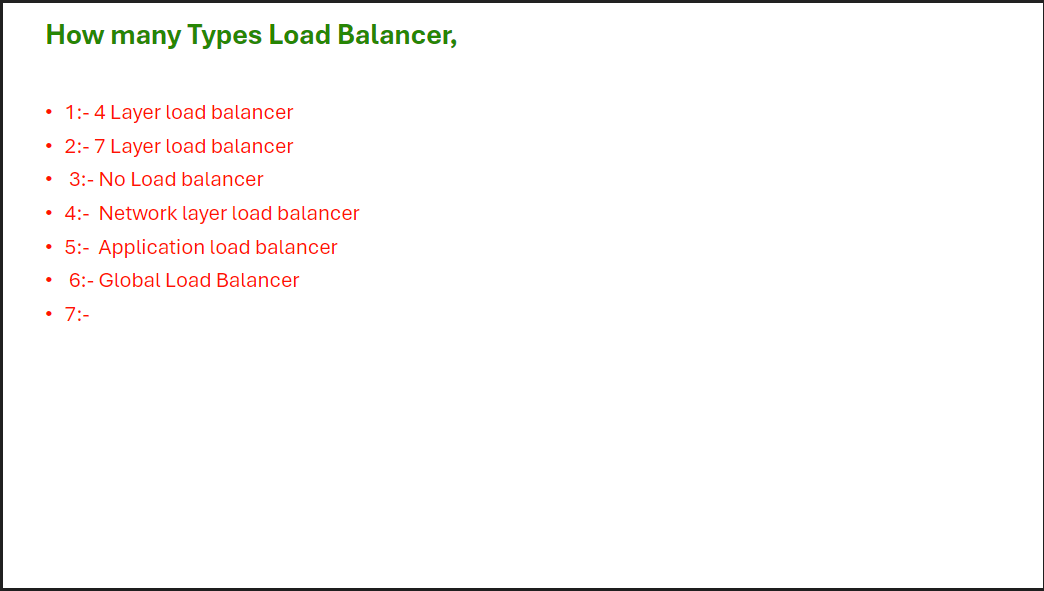 How many Types Load Balancer,
• 1:- 4 Layer load balancer
• 2:- 7 Layer load balancer
• 3:- No Load balancer
• 4:- Network layer load balancer
• 5:- Application load balancer
• 6:- Global Load Balancer
• 7:-